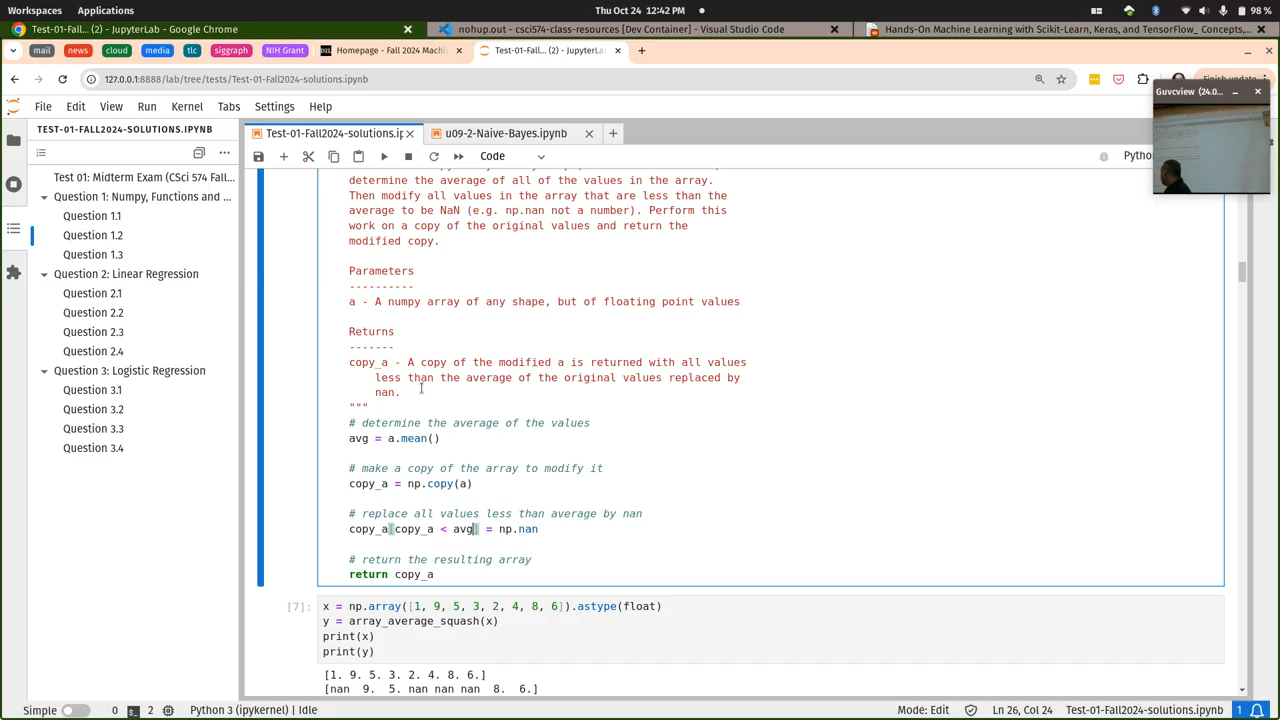 Workspaces Applications Thu Oct 24 12:42 PM 98 %
Test-01-Fall... (2) - JupyterLab - Google Chrome × nohup.out - csci574-class-resources [Dev Container] - Visual Studio Code × Hands-On Machine Learning with Scikit-Learn, Keras, and TensorFlow_ Concepts, ... ×
mail news cloud media tlc siggraph NIH Grant Homepage - Fall 2024 Machi × Test-01-Fall... (2) - JupyterL ×
127.0.0.1:8888/lab/tree/tests/Test-01-Fall2024-solutions.ipynb Finish update
Guvcview (24.0...
File Edit View Run Kernel Tabs Settings Help
TEST-01-FALL2024-SOLUTIONS.IPYNB
Test-01-Fall2024-solutions.ip × u09-2-Naive-Bayes.ipynb ×
Code Pytho
Test 01: Midterm Exam (CSci 574 Fall...
Question 1: Numpy, Functions and ...
Question 1.1
Question 1.2
Question 1.3
Question 2: Linear Regression
Question 2.1
Question 2.2
Question 2.3
Question 2.4
Question 3: Logistic Regression
Question 3.1
Question 3.2
Question 3.3
Question 3.4
determine the average of all of the values in the array.
Then modify all values in the array that are less than the
average to be NaN (e.g. np.nan not a number). Perform this
work on a copy of the original values and return the
modified copy.
Parameters
----------
a - A numpy array of any shape, but of floating point values
Returns
-------
copy_a - A copy of the modified a is returned with all values
less than the average of the original values replaced by
nan.
"""
# determine the average of the values
avg = a.mean()
# make a copy of the array to modify it
copy_a = np.copy(a)
# replace all values less than average by nan
copy_a[copy_a < avg] = np.nan
# return the resulting array
return copy_a
[7]: x = np.array([1, 9, 5, 3, 2, 4, 8, 6]).astype(float)
y = array_average_squash(x)
print(x)
print(y)
[1. 9. 5. 3. 2. 4. 8. 6.]
[nan 9. 5. nan nan nan 8. 6.]
Simple 0 2 Python 3 (ipykernel) | Idle Mode: Edit Ln 26, Col 24 Test-01-Fall2024-solutions.ipynb 1